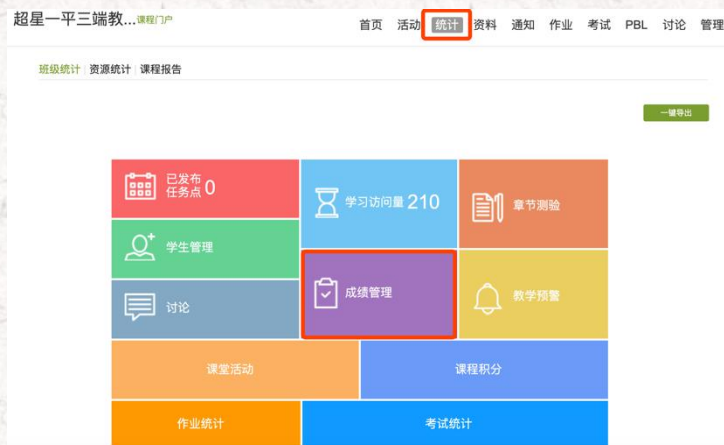 超星一平三端教...课程门户
首页 活动 统计 资料 通知 作业 考试 PBL 讨论 管理
班级统计 资源统计 课程报告
一键导出
已发布
任务点 0
学习访问量 210
章节测验
学生管理
成绩管理
教学预警
讨论
课堂活动
课程积分
作业统计
考试统计